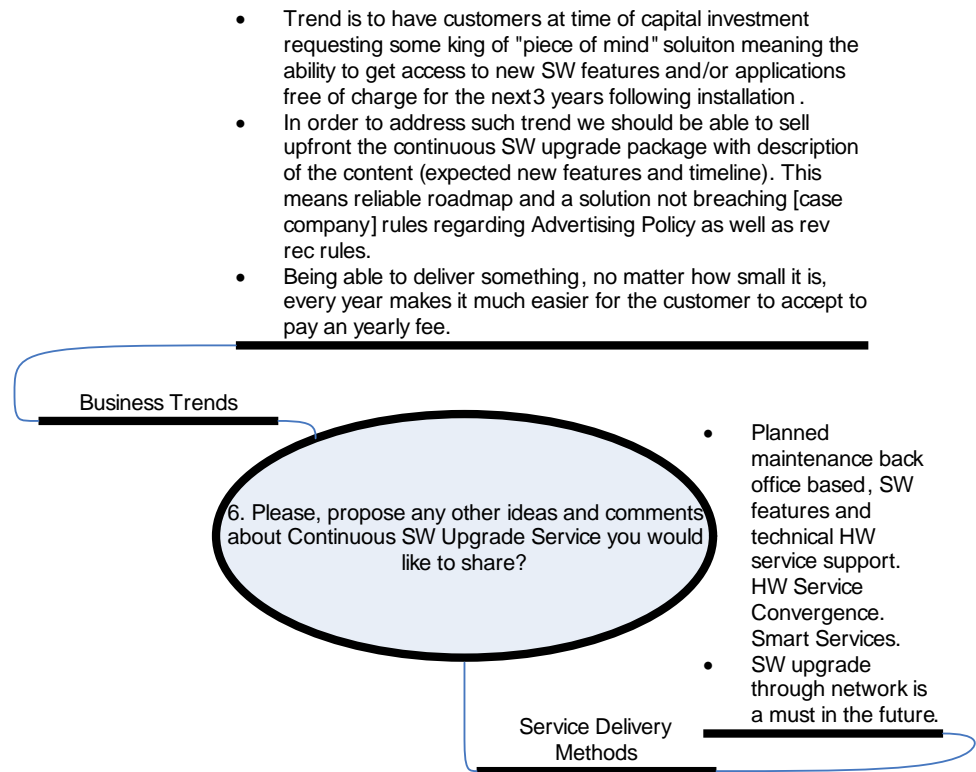 • Trend is to have customers at time of capital investment
requesting some king of "piece of mind" soluiton meaning the
ability to get access to new SW features and/or applications
free of charge for the next3 years following installation .
• In order to address such trend we should be able to sell
upfront the continuous SW upgrade package with description
of the content (expected new features and timeline). This
means reliable roadmap and a solution not breaching [case
company] rules regarding Advertising Policy as well as rev
rec rules.
• Being able to deliver something, no matter how small it is,
every year makes it much easier for the customer to accept to
pay an yearly fee.
Business Trends
6. Please, propose any other ideas and comments
about Continuous SW Upgrade Service you would
like to share?
• Planned
maintenance back
office based, SW
features and
technical HW
service support.
HW Service
Convergence.
Smart Services.
• SW upgrade
through network is
a must in the future.
Service Delivery
Methods